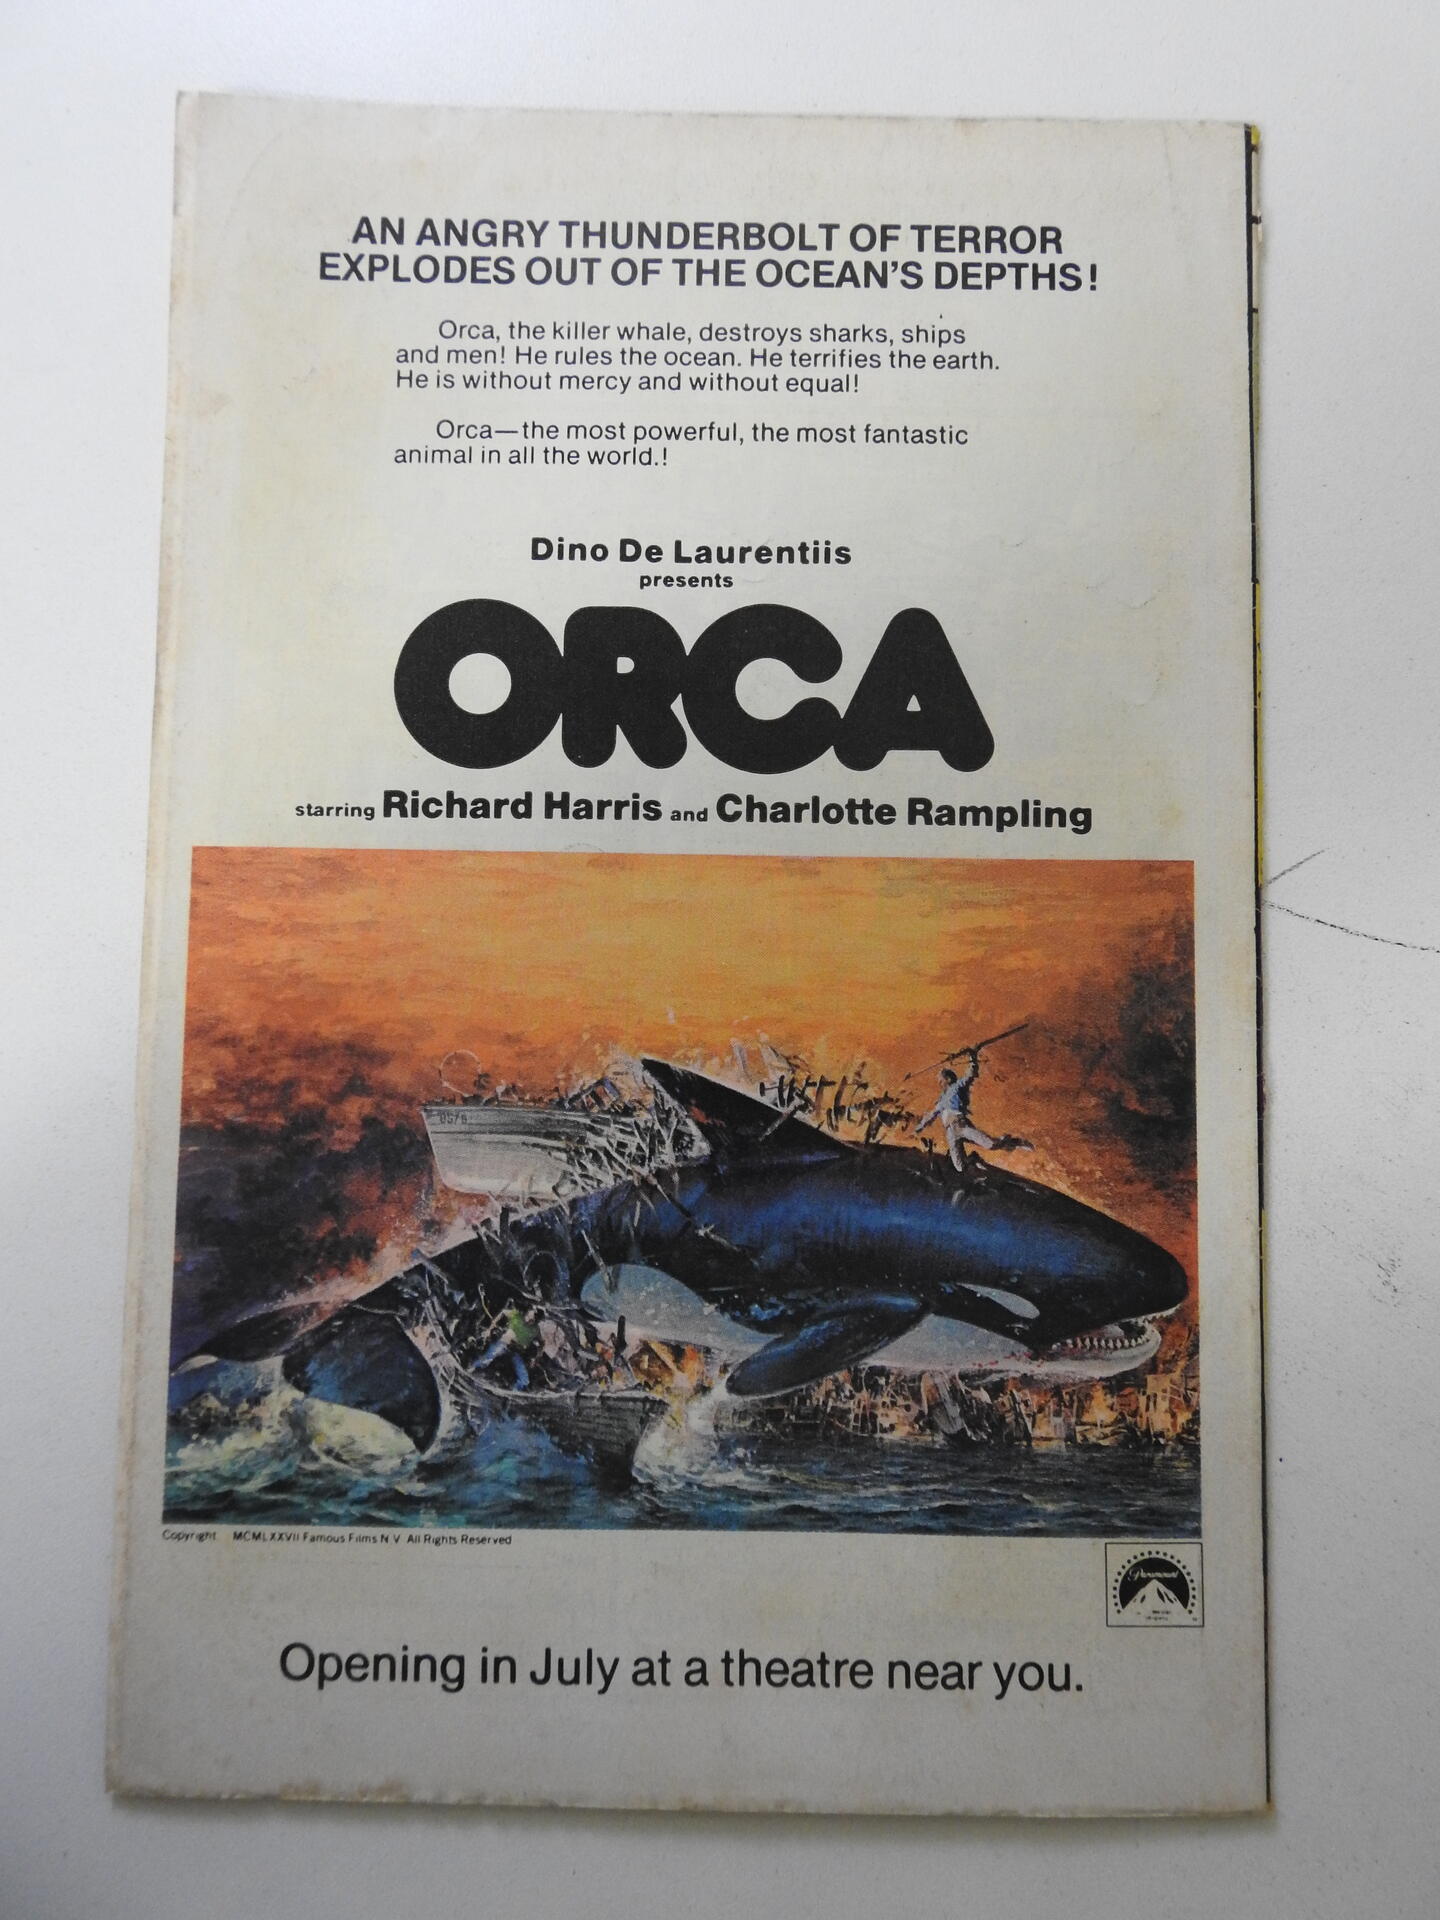 AN ANGRY THUNDERBOLT OF TERROR
EXPLODES OUT OF THE OCEAN'S DEPTHS!
Orca, the killer whale, destroys sharks, ships
and men! He rules the ocean. He terrifies the earth.
He is without mercy and without equal!
Orca—the most powerful, the most fantastic
animal in all the world.!
Dino De Laurentiis
presents
ORCA
starring Richard Harris and Charlotte Rampling
Copyright MCMLXXVII Famous Films N V All Rights Reserved
Paramount
Opening in July at a theatre near you.